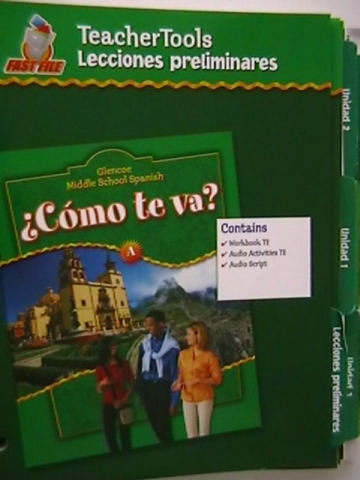 TeacherTools
Lecciones preliminares
FAST FILE
Glencoe
Middle School Spanish
¿Cómo te va?
A
Contains
✔ Workbook TE
✔ Audio Activities TE
✔ Audio Script
Unidad 2
Unidad 1
Unidad 3
Lecciones preliminares